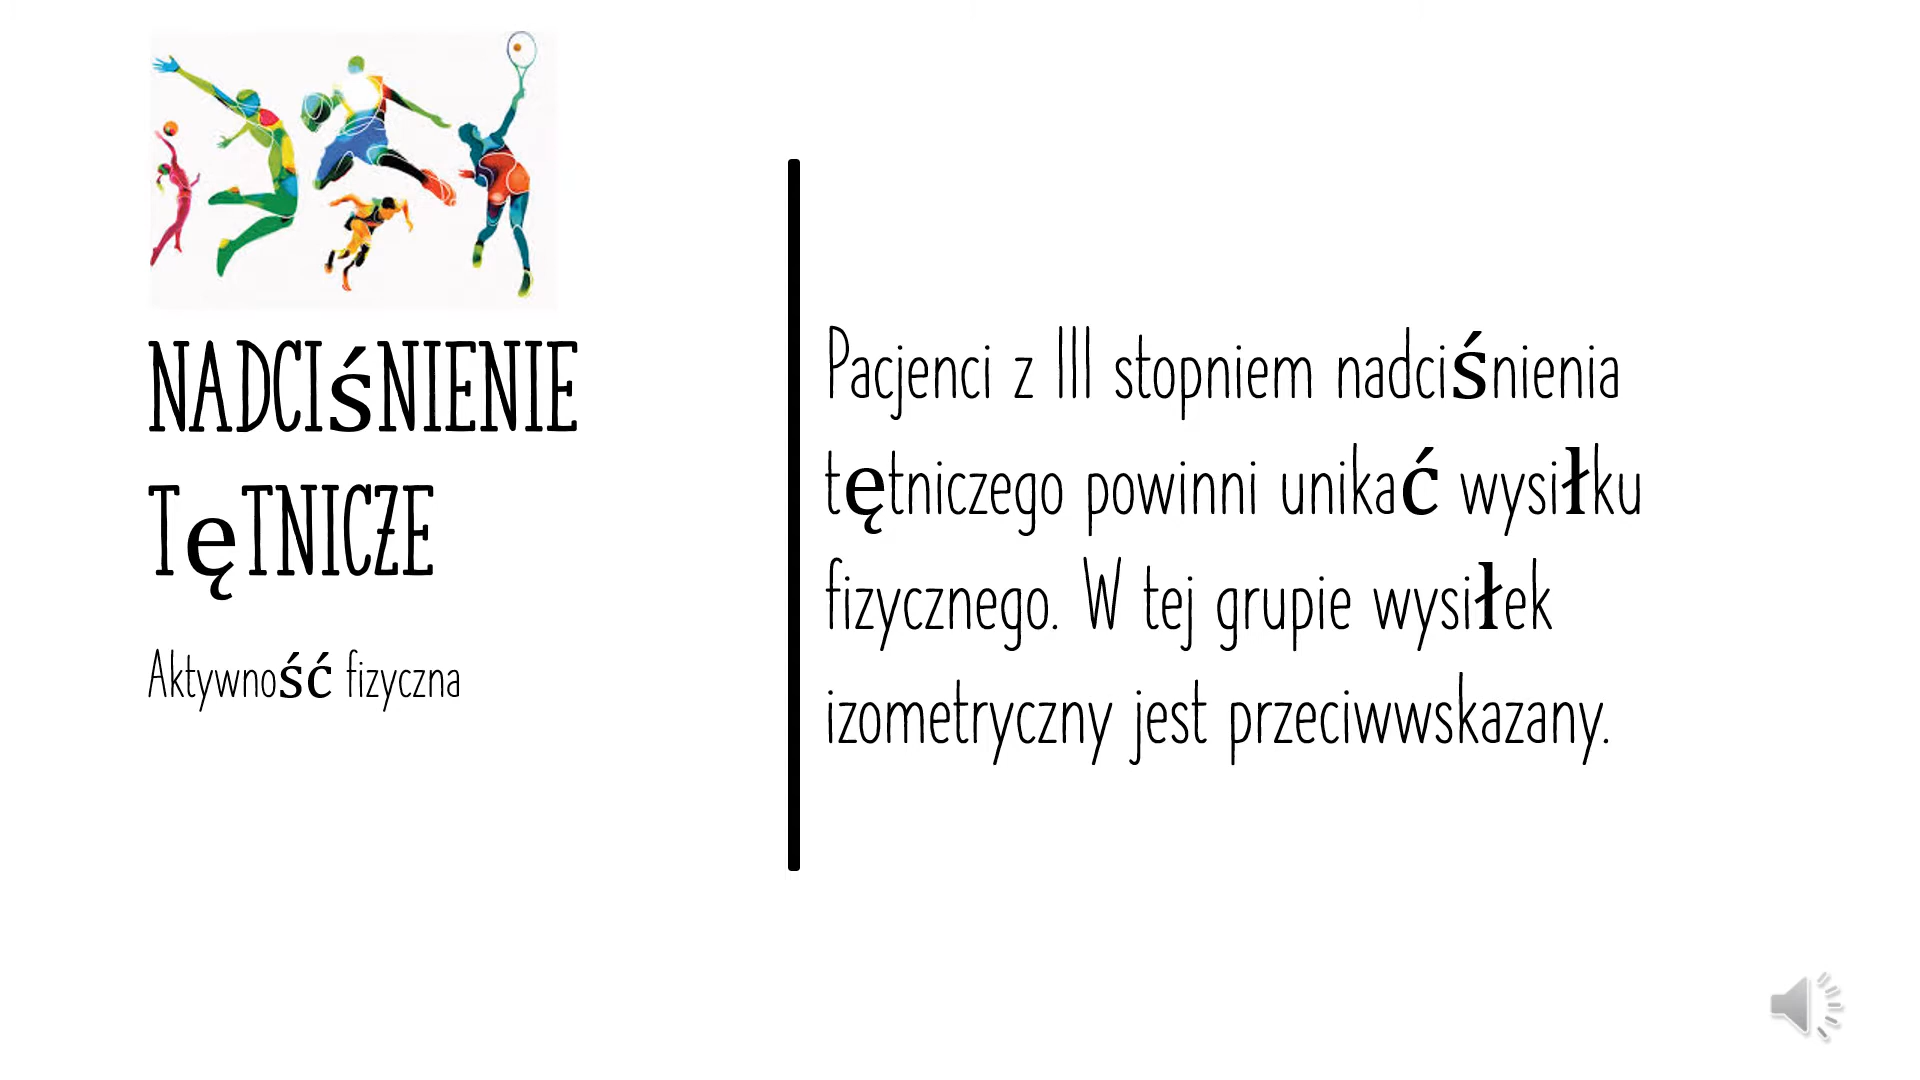 NADCIśNIENIE
TęTNICZE
Aktywność fizyczna
Pacjenci z III stopniem nadciśnienia
tętniczego powinni unikać wysiłku
fizycznego. W tej grupie wysiłek
izometryczny jest przeciwwskazany.